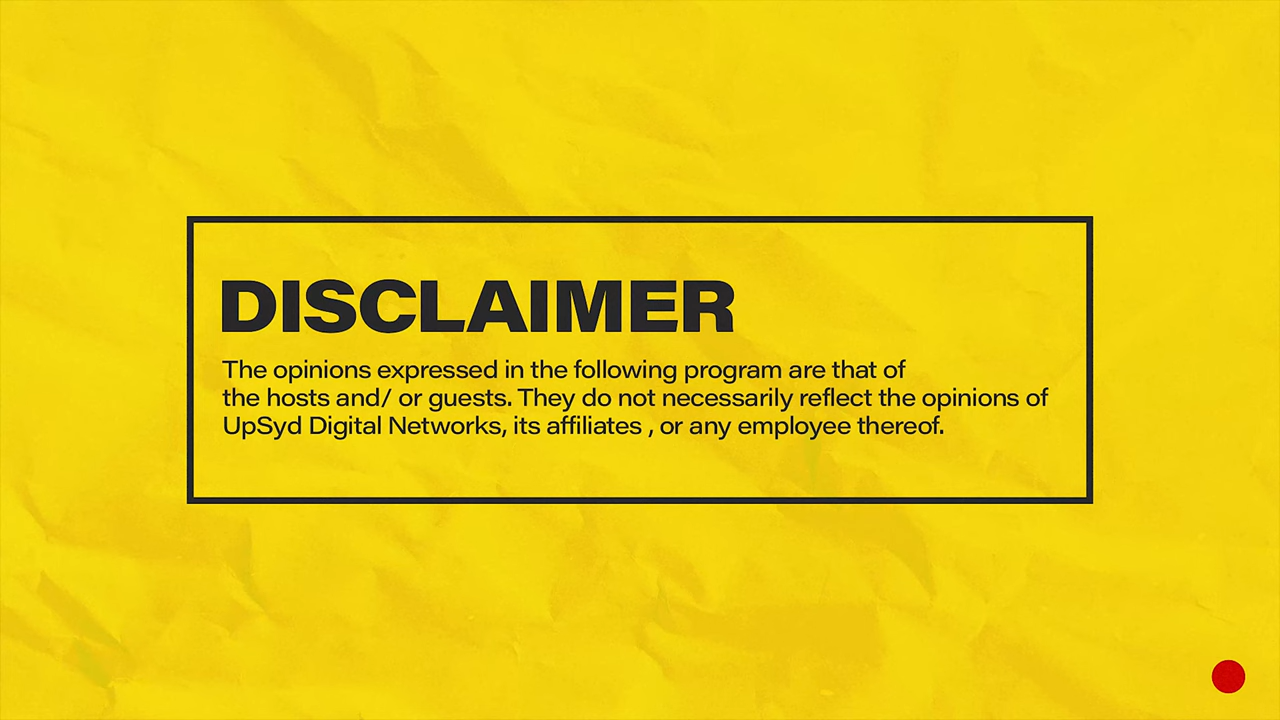 DISCLAIMER
The opinions expressed in the following program are that of
the hosts and/ or guests. They do not necessarily reflect the opinions of
UpSyd Digital Networks, its affiliates , or any employee thereof.